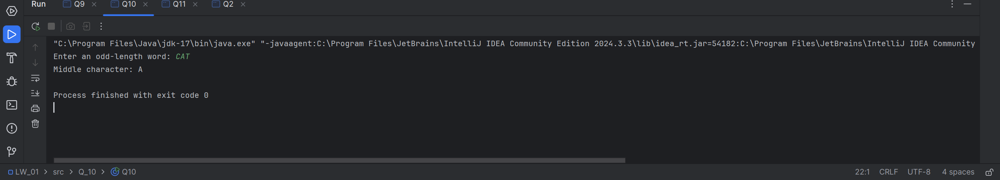 Run Q9 Q10 Q11 Q2
"C:\Program Files\Java\jdk-17\bin\java.exe" "-javaagent:C:\Program Files\JetBrains\IntelliJ IDEA Community Edition 2024.3.3\lib\idea_rt.jar=54182:C:\Program Files\JetBrains\IntelliJ IDEA Community
Enter an odd-length word: CAT
Middle character: A
Process finished with exit code 0
LW_01 > src > Q_10 > Q10 22:1 CRLF UTF-8 4 spaces